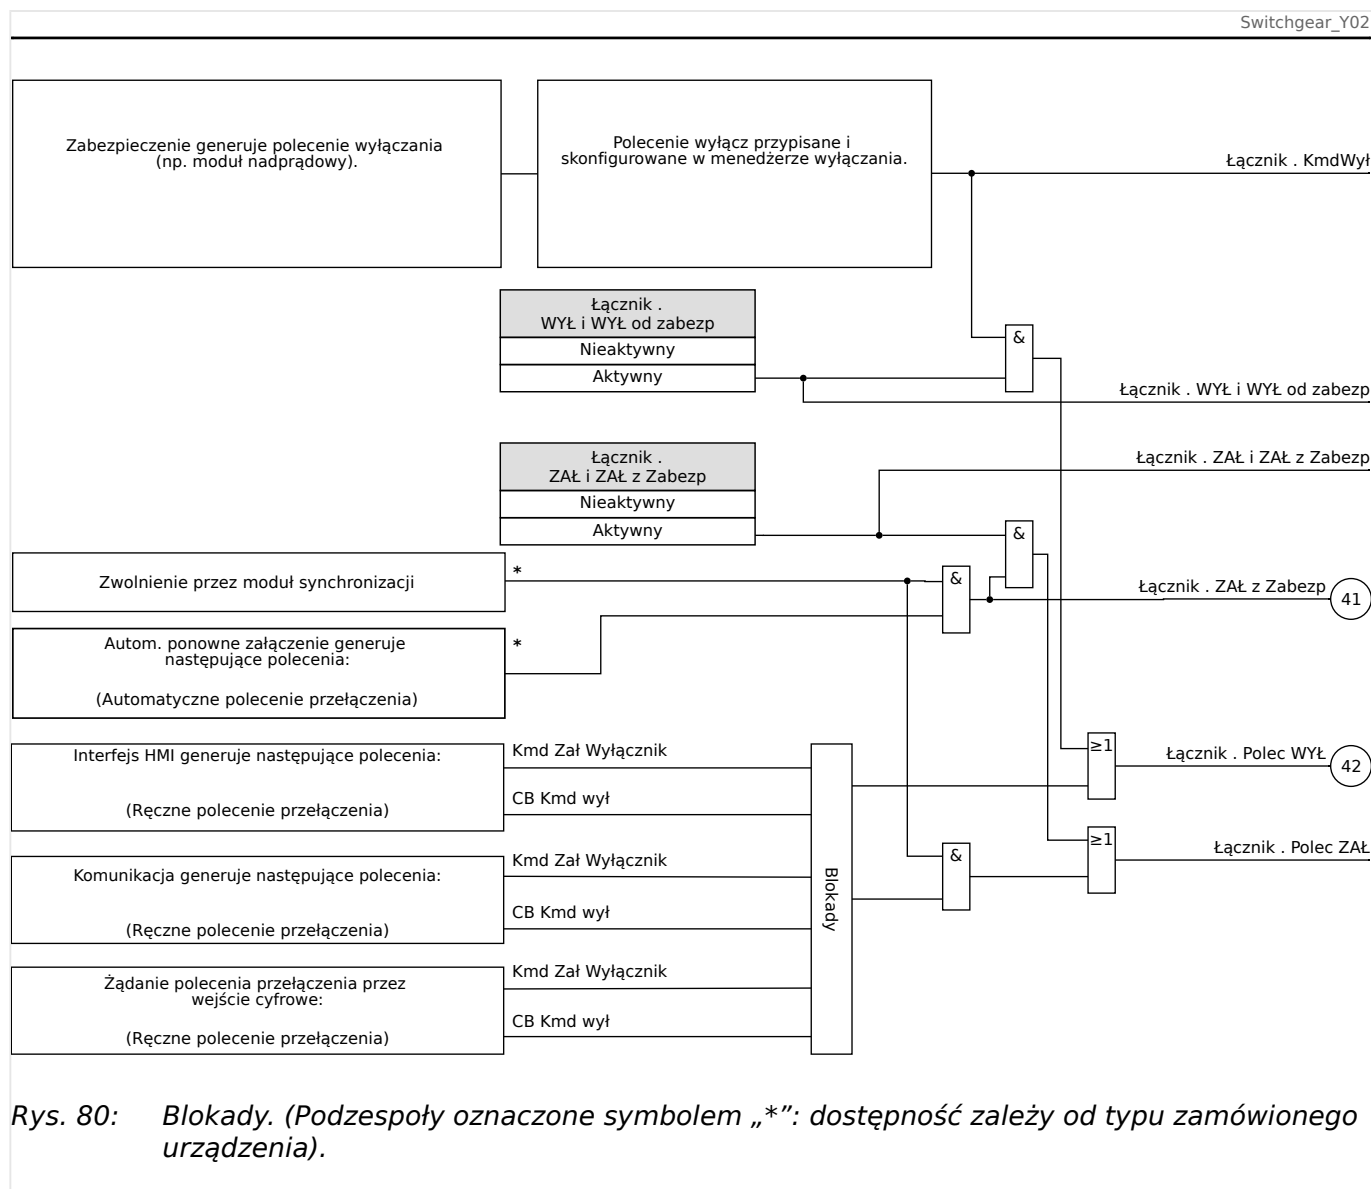 Switchgear_Y02
Zabezpieczenie generuje polecenie wyłączania
(np. moduł nadprądowy).
Polecenie wyłącz przypisane i
skonfigurowane w menedżerze wyłączania.
Łącznik . KmdWył
Łącznik .
WYŁ i WYŁ od zabezp
Nieaktywny
Aktywny
&
Łącznik . WYŁ i WYŁ od zabezp
Łącznik .
ZAŁ i ZAŁ z Zabezp
Nieaktywny
Aktywny
Łącznik . ZAŁ i ZAŁ z Zabezp
&
Zwolnienie przez moduł synchronizacji
*
&
Łącznik . ZAŁ z Zabezp
41
Autom. ponowne załączenie generuje
następujące polecenia:
(Automatyczne polecenie przełączenia)
*
Interfejs HMI generuje następujące polecenia:
(Ręczne polecenie przełączenia)
Kmd Zał Wyłącznik
CB Kmd wył
≥1
Łącznik . Polec WYŁ
42
Komunikacja generuje następujące polecenia:
(Ręczne polecenie przełączenia)
Kmd Zał Wyłącznik
CB Kmd wył
Blokady
&
≥1
Łącznik . Polec ZAŁ
Żądanie polecenia przełączenia przez
wejście cyfrowe:
(Ręczne polecenie przełączenia)
Kmd Zał Wyłącznik
CB Kmd wył
Rys. 80: Blokady. (Podzespoły oznaczone symbolem „*”: dostępność zależy od typu zamówionego
urządzenia).